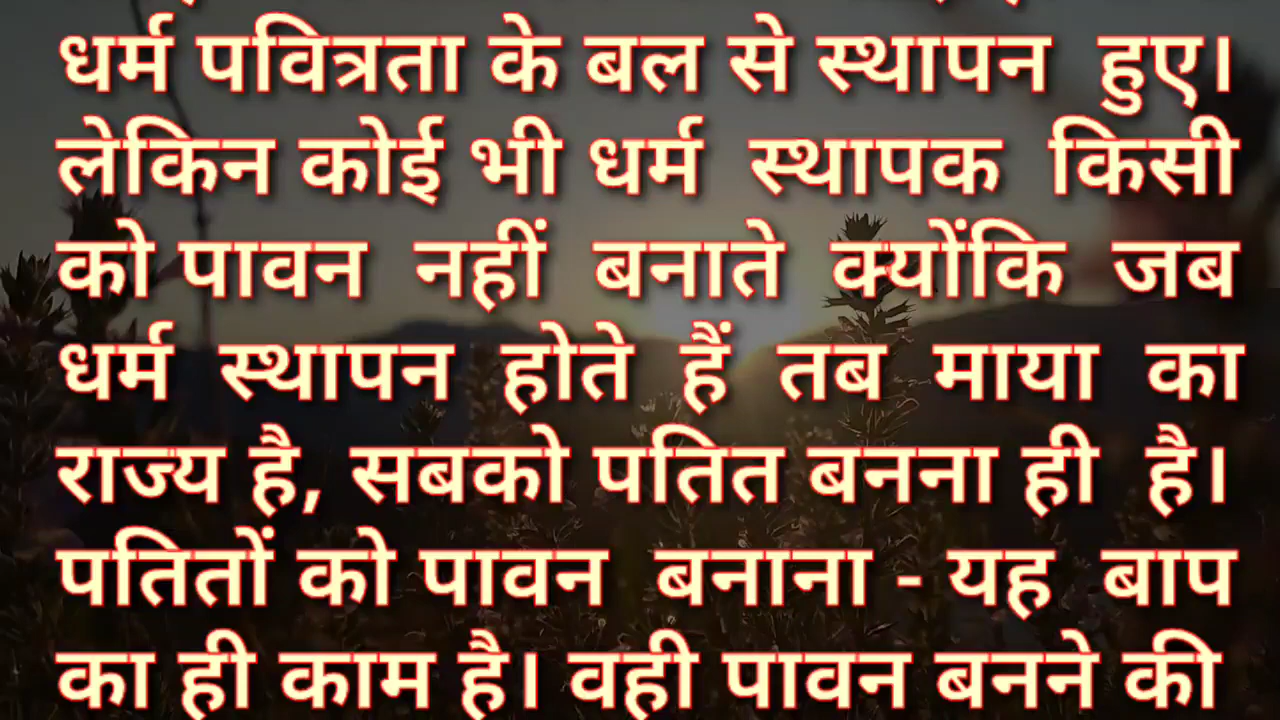 धर्म पवित्रता के बल से स्थापन हुए।
लेकिन कोई भी धर्म स्थापक किसी
को पावन नहीं बनाते क्योंकि जब
धर्म स्थापन होते हैं तब माया का
राज्य है, सबको पतित बनना ही है।
पतितों को पावन बनाना - यह बाप
का ही काम है। वही पावन बनने की